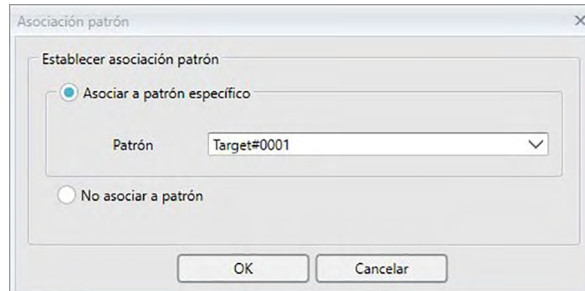 Asociación patrón
Establecer asociación patrón
Asociar a patrón específico
Patrón Target#0001
No asociar a patrón
OK Cancelar